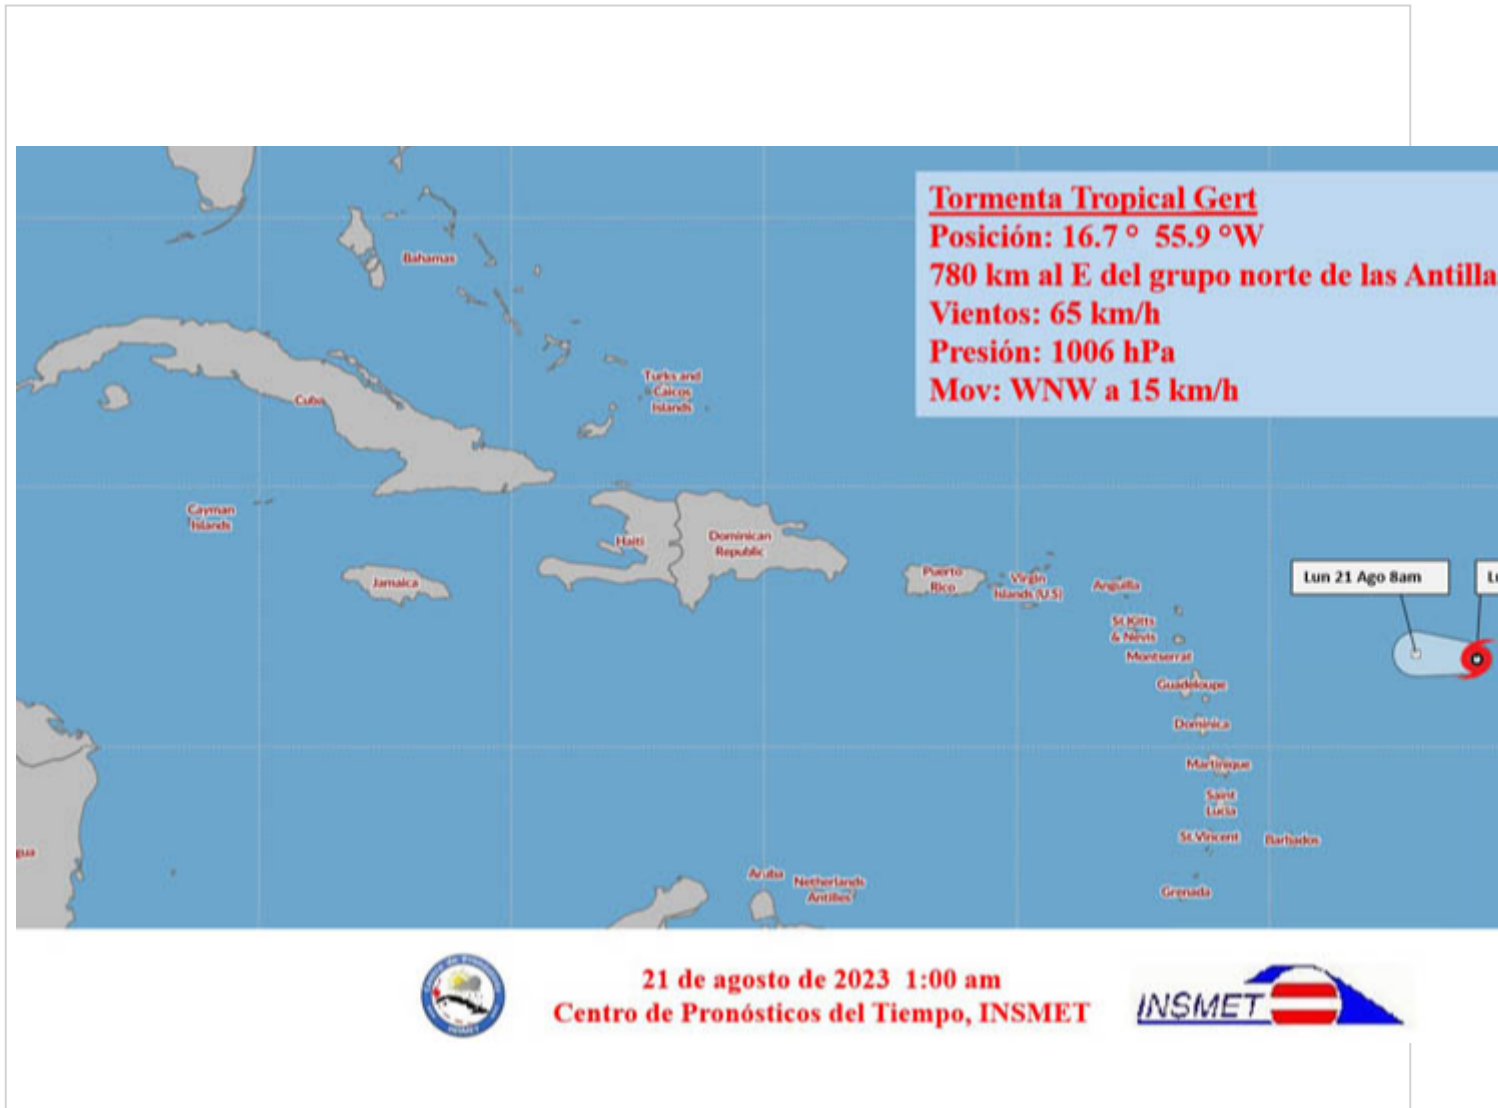 Tormenta Tropical Gert
Posición: 16.7 ° 55.9 °W
780 km al E del grupo norte de las Antilla
Vientos: 65 km/h
Presión: 1006 hPa
Mov: WNW a 15 km/h
Bahamas
Turks and
Caicos
Islands
Cuba
Cayman
Islands
Haiti
Dominican
Republic
Jamaica
Puerto
Rico
Virgin
Islands (U.S)
Anguilla
Lun 21 Ago 8am
Lu
St. Kitts
& Nevis
Montserrat
Guadeloupe
Dominica
Martinique
Saint
Lucia
St. Vincent
Barbados
gua
Aruba
Netherlands
Antilles
Grenada
21 de agosto de 2023 1:00 am
Centro de Pronósticos del Tiempo, INSMET
INSMET